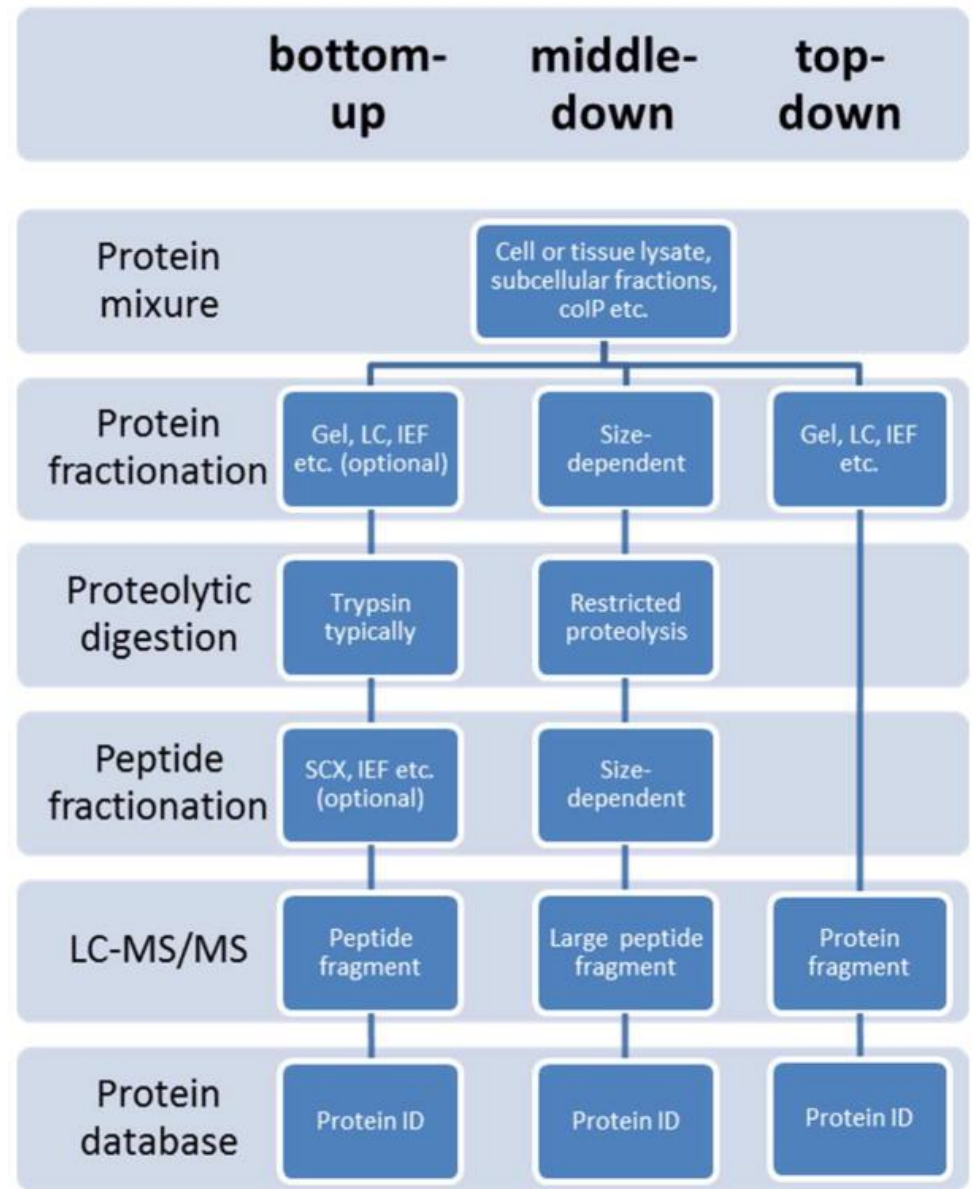 bottom-
up
middle-
down
top-
down
Protein
mixure
Cell or tissue lysate,
subcellular fractions,
coIP etc.
Protein
fractionation
Gel, LC, IEF
etc. (optional)
Size-
dependent
Gel, LC, IEF
etc.
Proteolytic
digestion
Trypsin
typically
Restricted
proteolysis
Peptide
fractionation
SCX, IEF etc.
(optional)
Size-
dependent
LC-MS/MS
Peptide
fragment
Large peptide
fragment
Protein
fragment
Protein
database
Protein ID
Protein ID
Protein ID